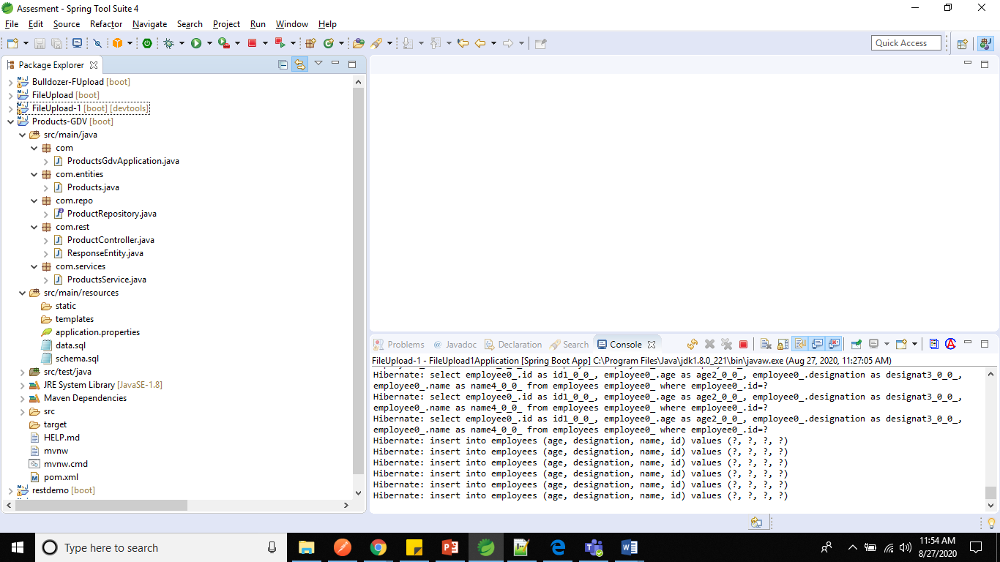 Assesment - Spring Tool Suite 4
File Edit Source Refactor Navigate Search Project Run Window Help
Quick Access
Package Explorer
Bulldozer-FUpload [boot]
FileUpload [boot]
FileUpload-1 [boot] [devtools]
Products-GDV [boot]
src/main/java
com
ProductsGdvApplication.java
com.entities
Products.java
com.repo
ProductRepository.java
com.rest
ProductController.java
ResponseEntity.java
com.services
ProductsService.java
src/main/resources
static
templates
application.properties
data.sql
schema.sql
src/test/java
JRE System Library [JavaSE-1.8]
Maven Dependencies
src
target
HELP.md
mvnw
mvnw.cmd
pom.xml
restdemo [boot]
Problems @ Javadoc Declaration Search Console
FileUpload-1 - FileUpload1Application [Spring Boot App] C:\Program Files\Java\jdk1.8.0_221\bin\javaw.exe (Aug 27, 2020, 11:27:05 AM)
Hibernate: select employee0_.id as id1_0_0_, employee0_.age as age2_0_0_, employee0_.designation as designat3_0_0_,
employee0_.name as name4_0_0_ from employees employee0_ where employee0_.id=?
Hibernate: select employee0_.id as id1_0_0_, employee0_.age as age2_0_0_, employee0_.designation as designat3_0_0_,
employee0_.name as name4_0_0_ from employees employee0_ where employee0_.id=?
Hibernate: select employee0_.id as id1_0_0_, employee0_.age as age2_0_0_, employee0_.designation as designat3_0_0_,
employee0_.name as name4_0_0_ from employees employee0_ where employee0_.id=?
Hibernate: insert into employees (age, designation, name, id) values (?, ?, ?, ?)
Hibernate: insert into employees (age, designation, name, id) values (?, ?, ?, ?)
Hibernate: insert into employees (age, designation, name, id) values (?, ?, ?, ?)
Hibernate: insert into employees (age, designation, name, id) values (?, ?, ?, ?)
Hibernate: insert into employees (age, designation, name, id) values (?, ?, ?, ?)
Hibernate: insert into employees (age, designation, name, id) values (?, ?, ?, ?)
Type here to search
11:54 AM
8/27/2020